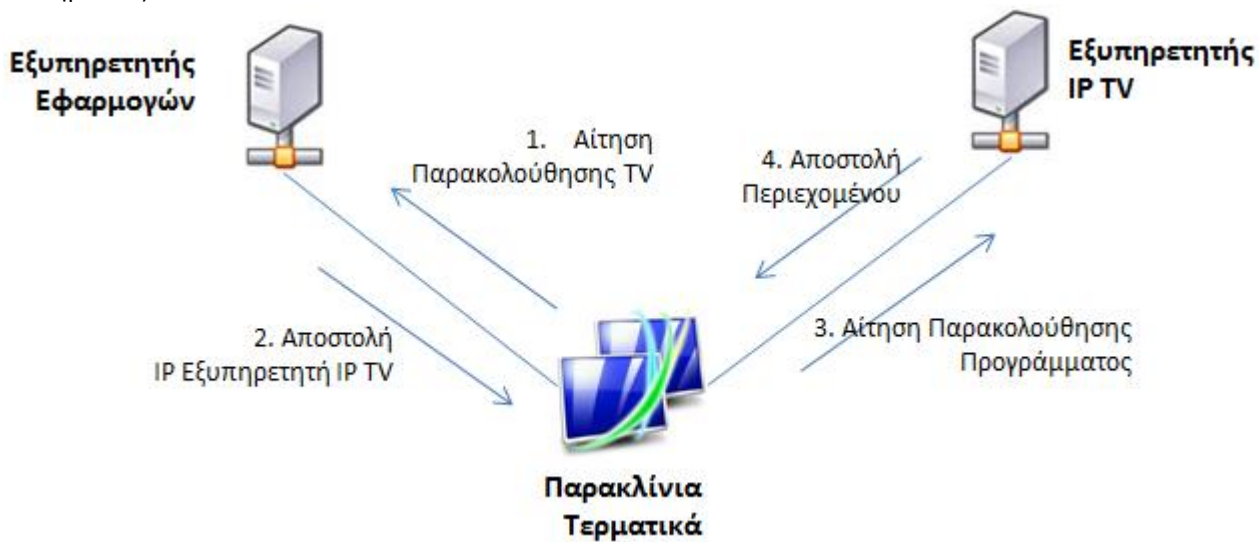 Εξυπηρετητής
Εφαρμογών
Εξυπηρετητής
IP TV
1. Αίτηση
Παρακολούθησης TV
4. Αποστολή
Περιεχομένου
2. Αποστολή
IP Εξυπηρετητή IP TV
3. Αίτηση Παρακολούθησης
Προγράμματος
Παρακλίνια
Τερματικά